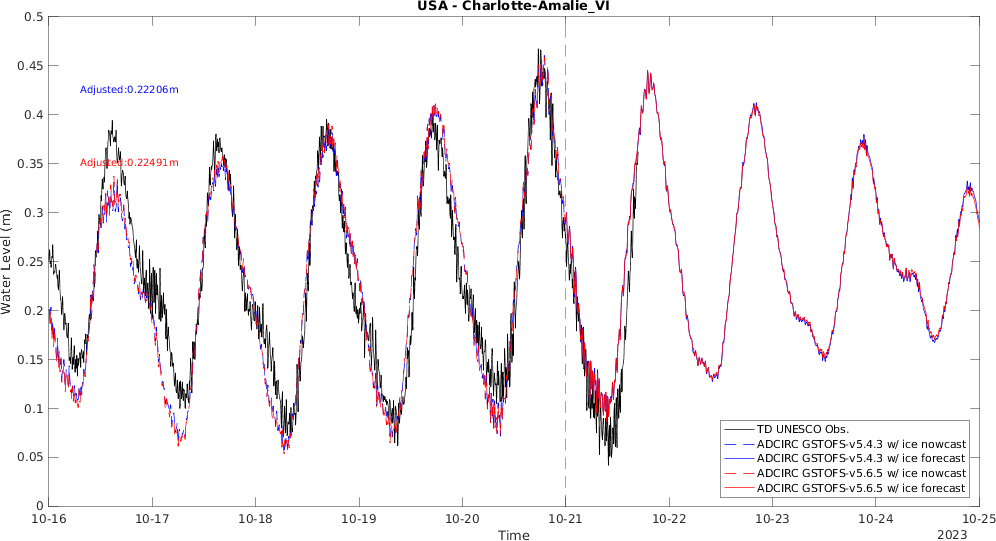 USA - Charlotte-Amalie_VI
0.5
0.45
0.4
0.35
0.3
0.25
0.2
0.15
0.1
0.05
0
Water Level (m)
Adjusted:0.22206m
Adjusted:0.22491m
TD UNESCO Obs.
ADCIRC GSTOFS-v5.4.3 w/ ice nowcast
ADCIRC GSTOFS-v5.4.3 w/ ice forecast
ADCIRC GSTOFS-v5.6.5 w/ ice nowcast
ADCIRC GSTOFS-v5.6.5 w/ ice forecast
10-16 10-17 10-18 10-19 10-20 10-21 10-22 10-23 10-24 10-25
Time
2023